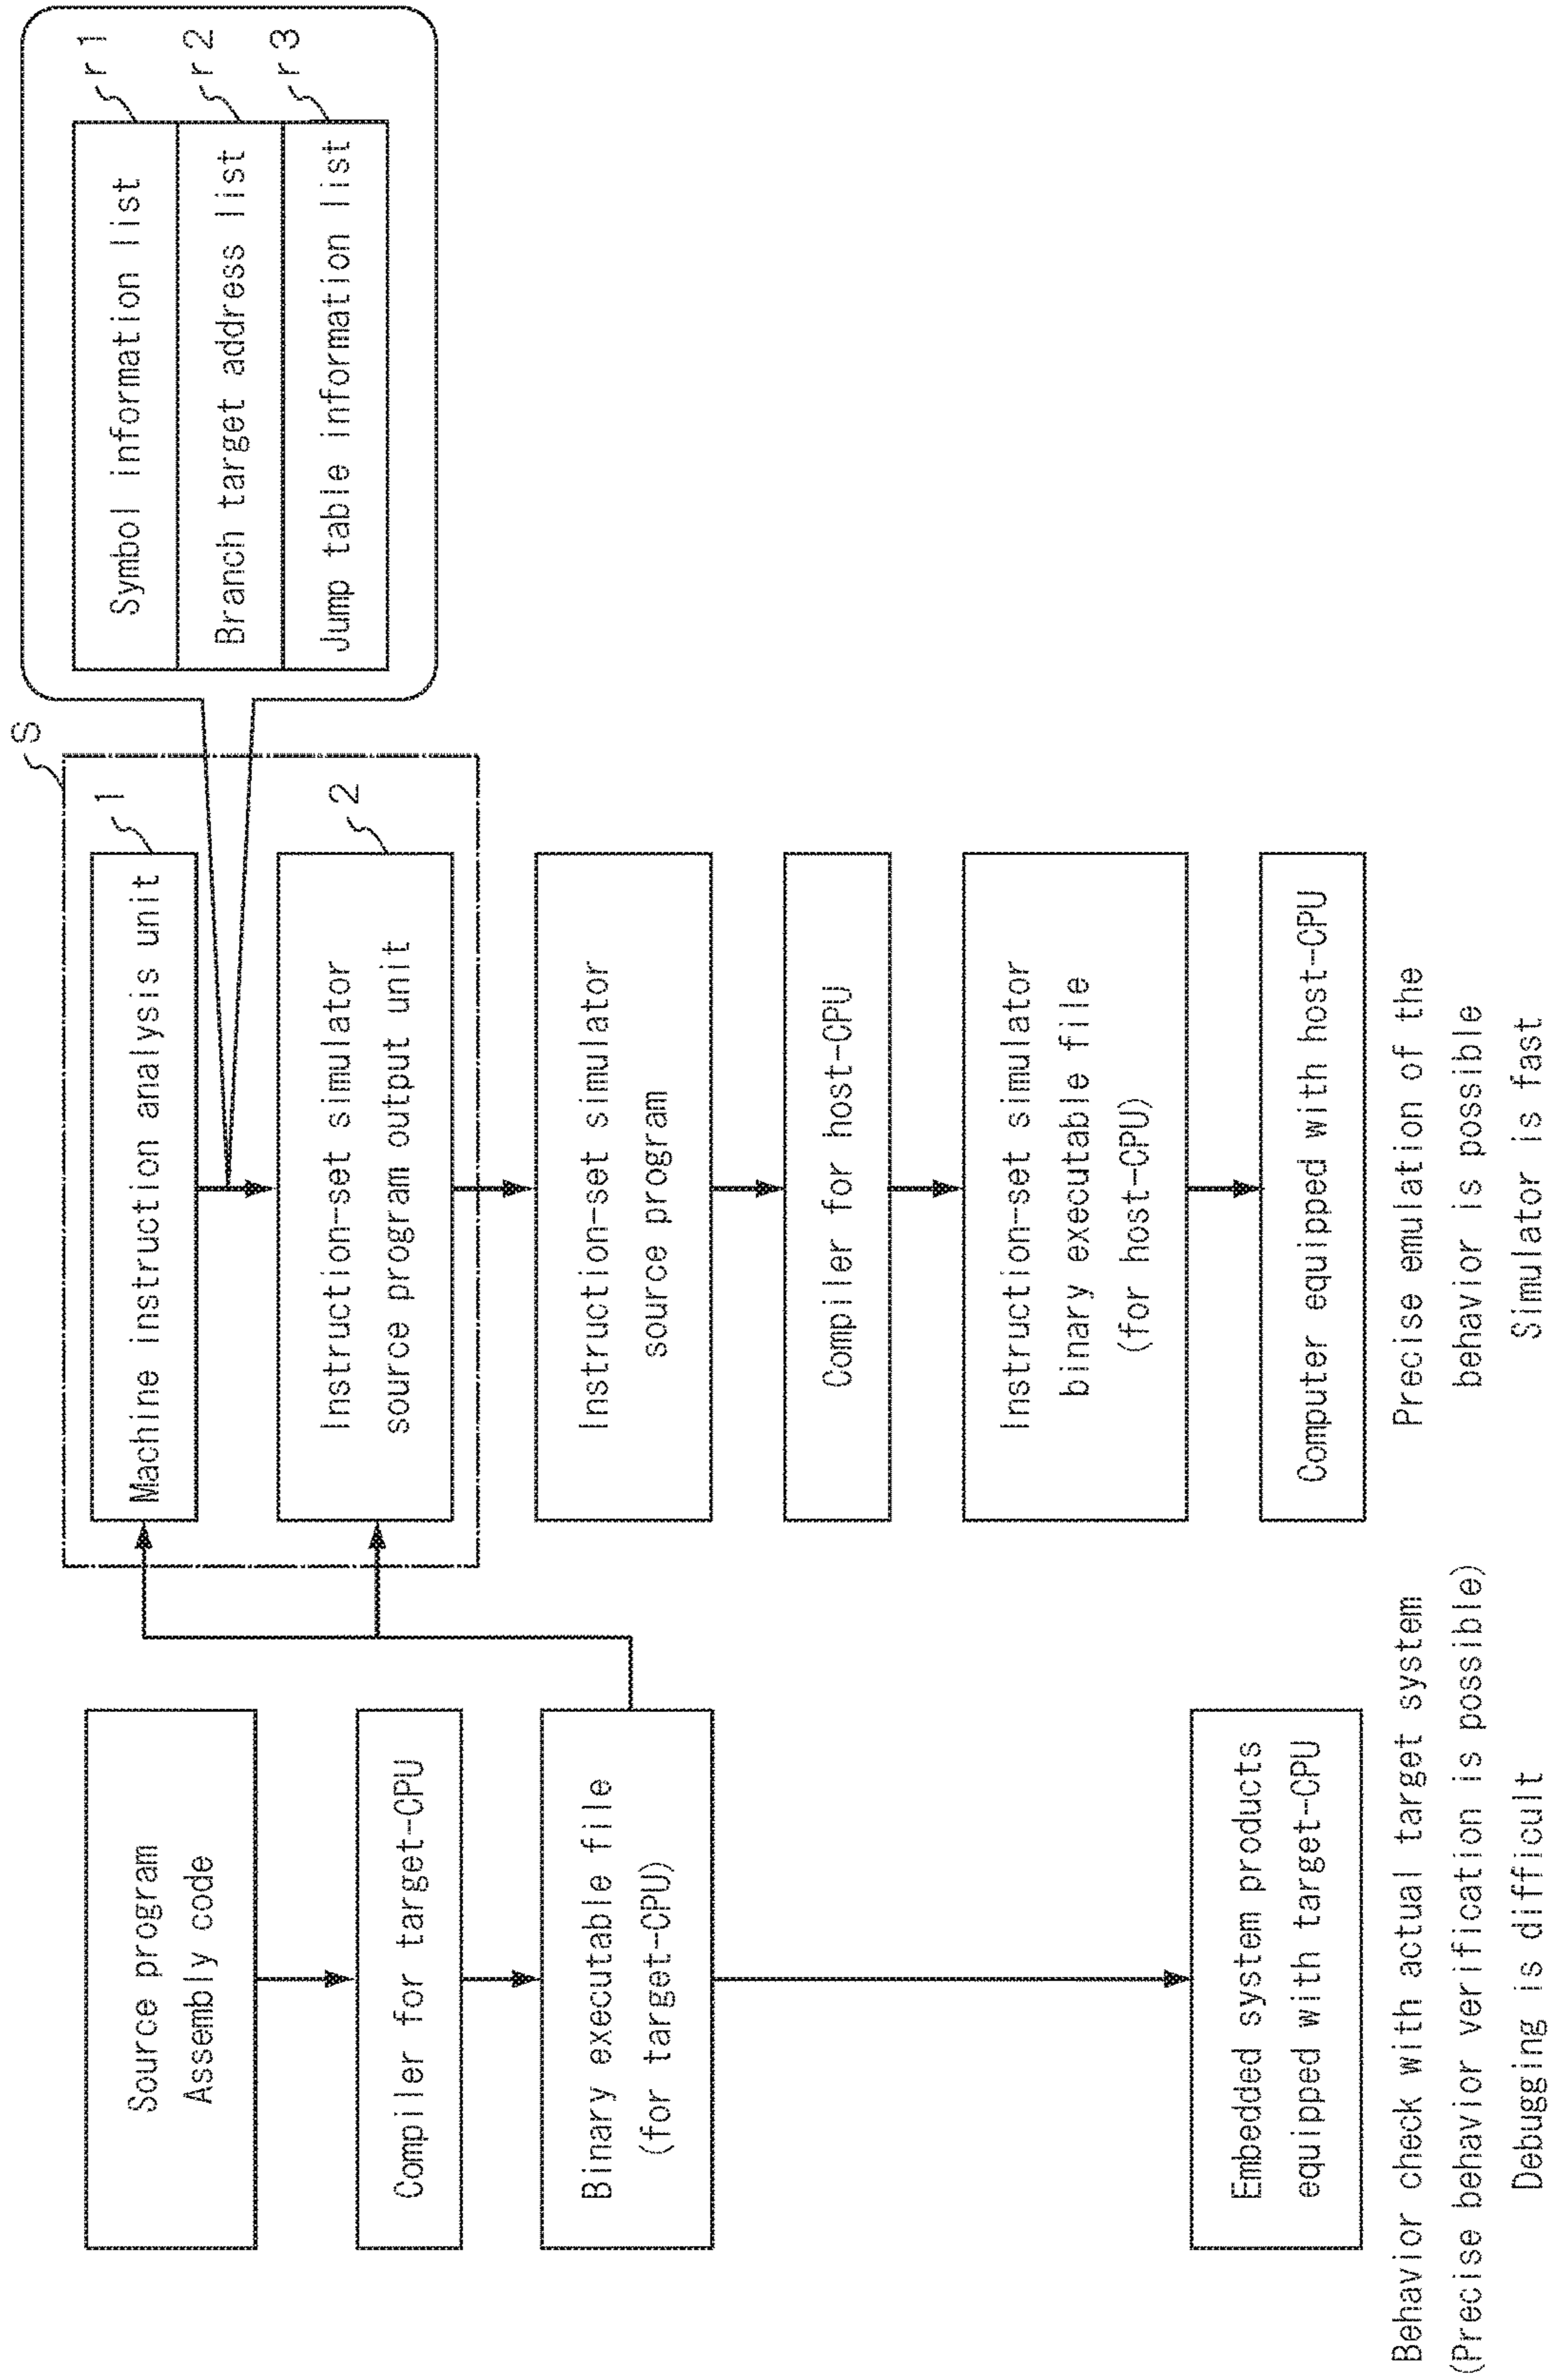 Source program
Assembly code
Compiler for target-CPU
Binary executable file
(for target-CPU)
Embedded system products
equipped with target-CPU
Behavior check with actual target system
(Precise behavior verification is possible)
Debugging is difficult
S
1
Machine instruction analysis unit
2
Instruction-set simulator
source program output unit
Instruction-set simulator
source program
Compiler for host-CPU
Instruction-set simulator
binary executable file
(for host-CPU)
Computer equipped with host-CPU
Precise emulation of the
behavior is possible
Simulator is fast
Symbol information list
r1
Branch target address list
r2
Jump table information list
r3